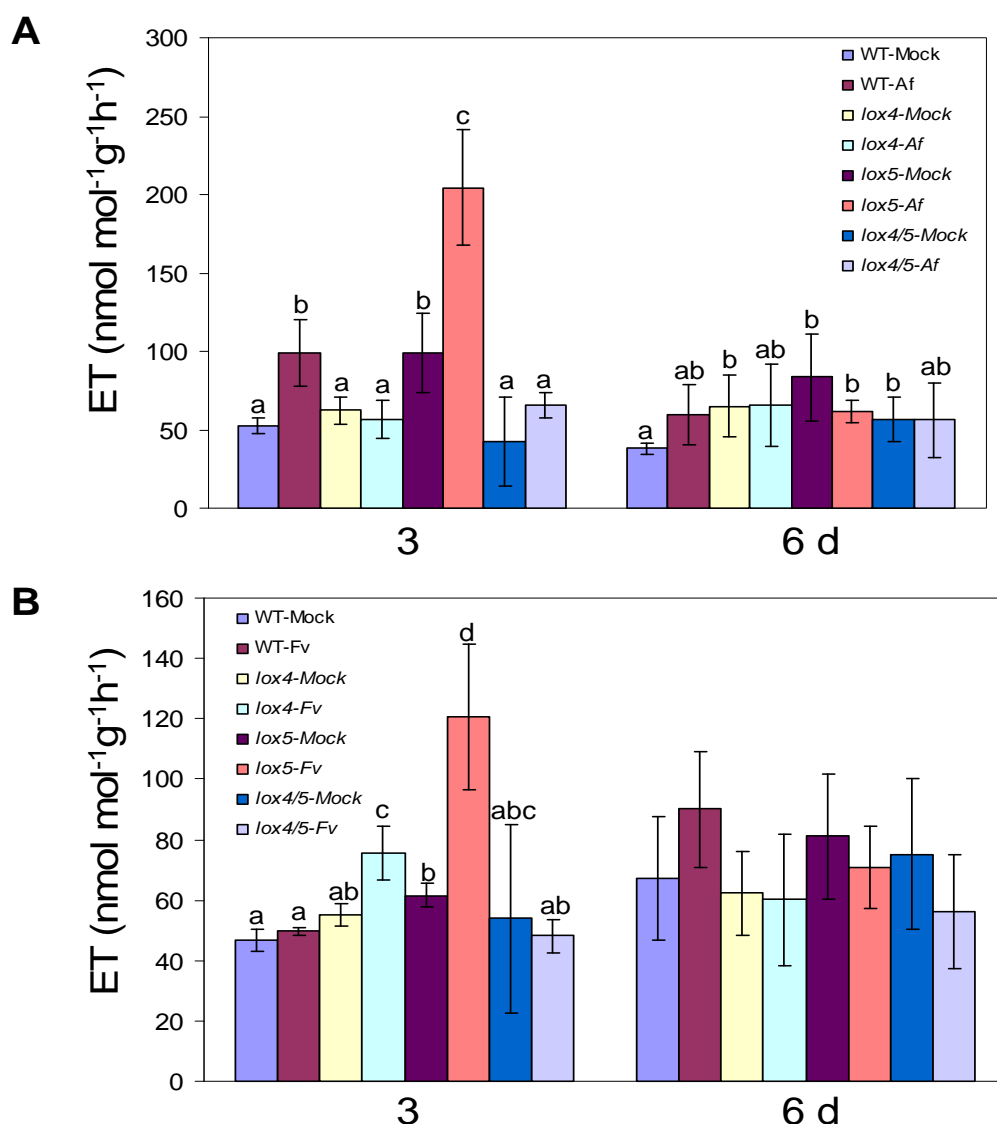 A
ET (nmol mol⁻¹g⁻¹h⁻¹)
300
250
200
150
100
50
0
WT-Mock
WT-Af
lox4-Mock
lox4-Af
lox5-Mock
lox5-Af
lox4/5-Mock
lox4/5-Af
a b a a b c a a
a ab b ab b b b ab
3 6 d
B
ET (nmol mol⁻¹g⁻¹h⁻¹)
160
140
120
100
80
60
40
20
0
WT-Mock
WT-Fv
lox4-Mock
lox4-Fv
lox5-Mock
lox5-Fv
lox4/5-Mock
lox4/5-Fv
a a ab c b d abc ab
3 6 d